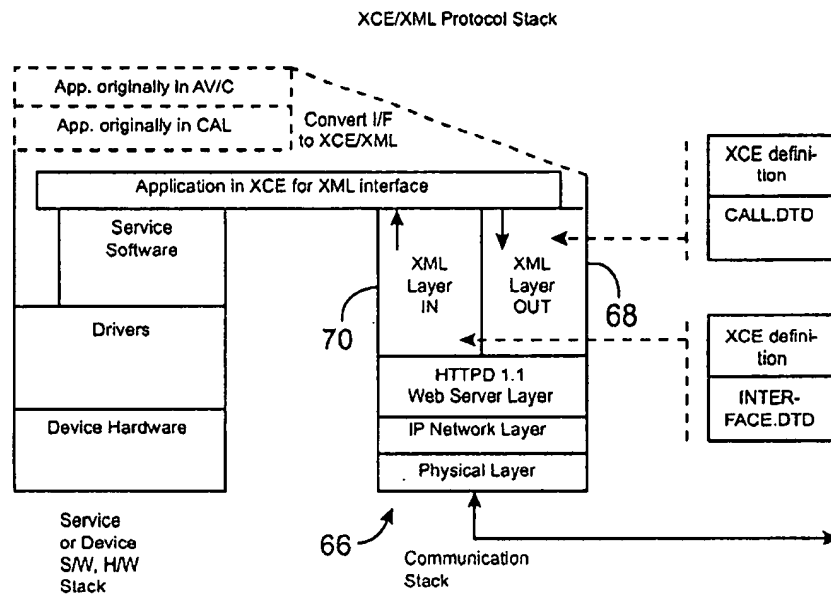 XCE/XML Protocol Stack
App. originally in AV/C
App. originally in CAL
Convert I/F
to XCE/XML
Application in XCE for XML interface
Service
Software
Drivers
Device Hardware
Service
or Device
S/W, H/W
Stack
XML
Layer
IN
XML
Layer
OUT
70
68
HTTPD 1.1
Web Server Layer
IP Network Layer
Physical Layer
66
Communication
Stack
XCE defini-
tion
CALL.DTD
XCE defini-
tion
INTER-
FACE.DTD